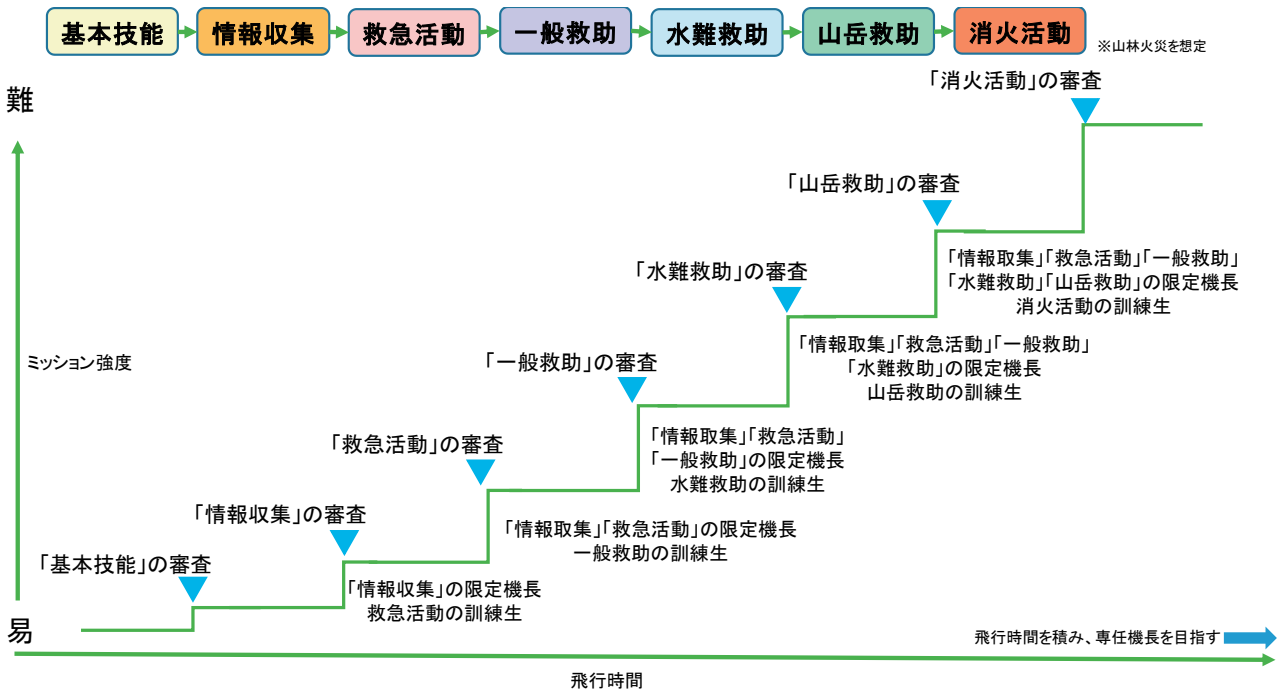 基本技能
情報収集
救急活動
一般救助
水難救助
山岳救助
消火活動
※山林火災を想定
難
「消火活動」の審査
「山岳救助」の審査
「情報取集」「救急活動」「一般救助」
「水難救助」「山岳救助」の限定機長
消火活動の訓練生
「水難救助」の審査
「情報取集」「救急活動」「一般救助」
「水難救助」の限定機長
山岳救助の訓練生
ミッション強度
「一般救助」の審査
「情報取集」「救急活動」
「一般救助」の限定機長
水難救助の訓練生
「救急活動」の審査
「情報取集」「救急活動」の限定機長
一般救助の訓練生
「情報収集」の審査
「情報収集」の限定機長
救急活動の訓練生
「基本技能」の審査
易
飛行時間を積み、専任機長を目指す
飛行時間